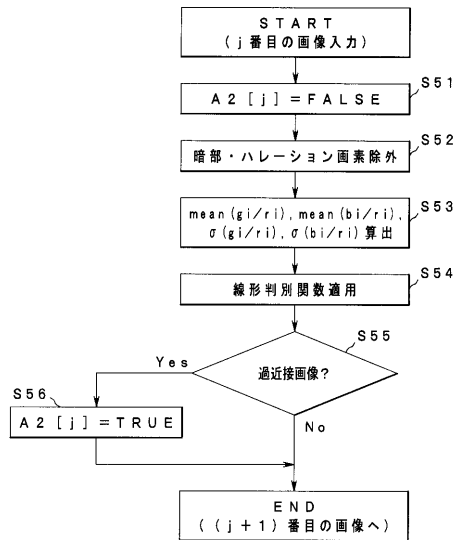 START
(j番目の画像入力)
S51
A2[j]=FALSE
S52
暗部・ハレーション画素除外
S53
mean(gi/ri),mean(bi/ri),
σ(gi/ri),σ(bi/ri)算出
S54
線形判別関数適用
S55
過近接画像?
Yes
S56
A2[j]=TRUE
No
END
((j+1)番目の画像へ)